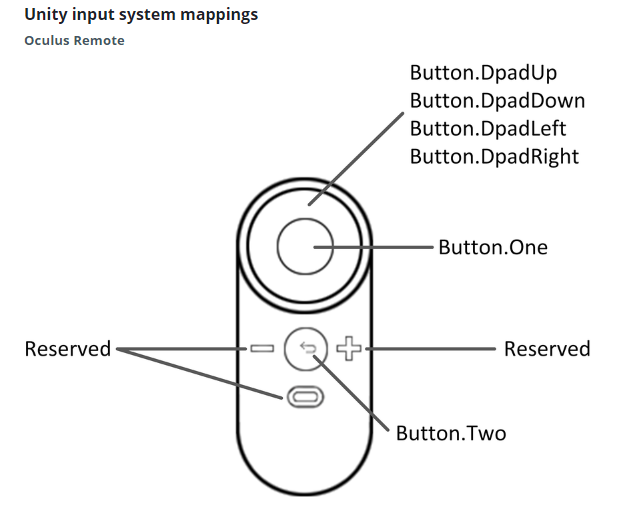 Unity input system mappings
Oculus Remote
Button.DpadUp
Button.DpadDown
Button.DpadLeft
Button.DpadRight
Button.One
Reserved
Reserved
Button.Two